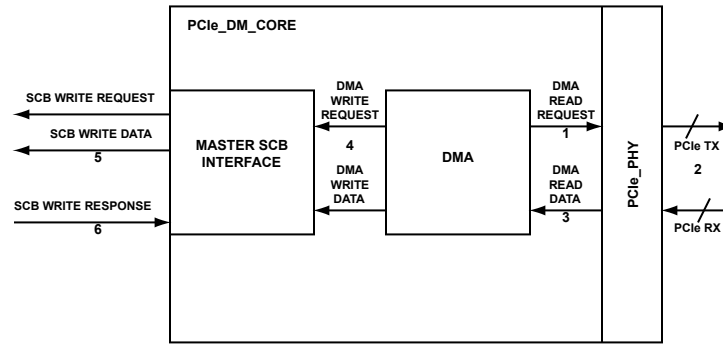 PCIe_DM_CORE
SCB WRITE REQUEST
SCB WRITE DATA
5
SCB WRITE RESPONSE
6
MASTER SCB
INTERFACE
DMA
WRITE
REQUEST
4
DMA
WRITE
DATA
DMA
DMA
READ
REQUEST
1
DMA
READ
DATA
3
PCIe_PHY
PCIe TX
2
PCIe RX